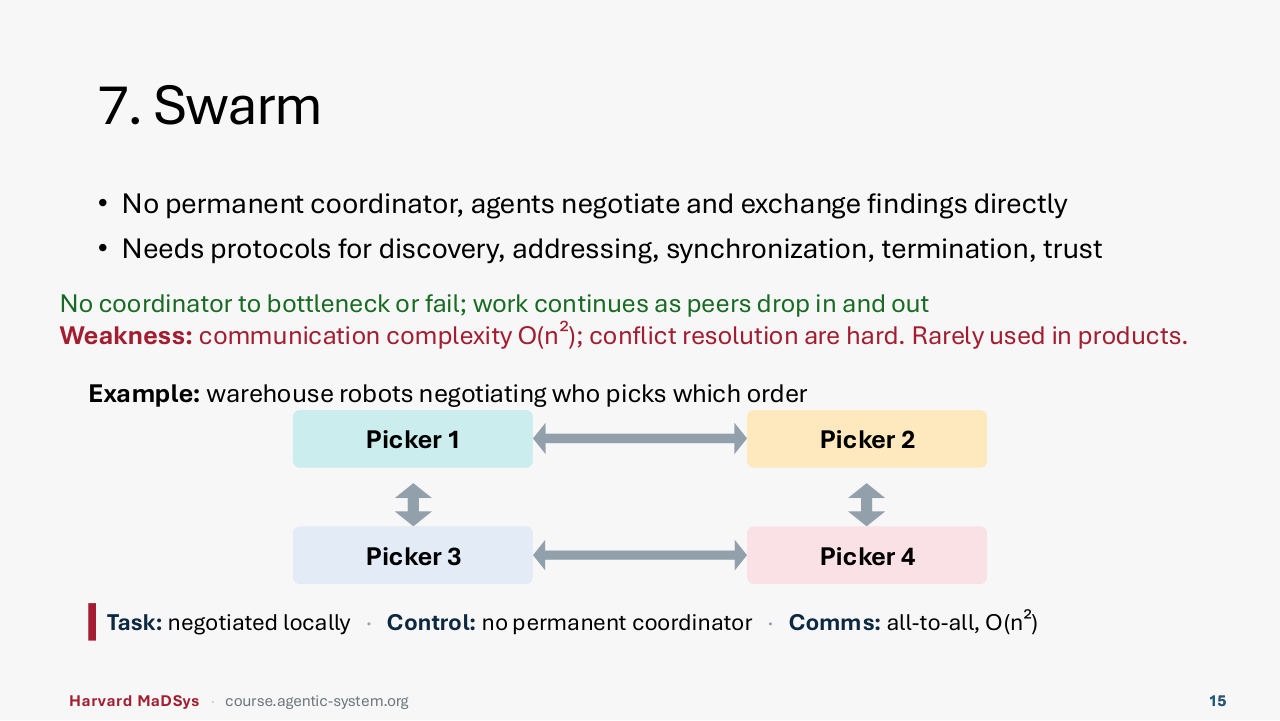 7. Swarm
• No permanent coordinator, agents negotiate and exchange findings directly
• Needs protocols for discovery, addressing, synchronization, termination, trust
No coordinator to bottleneck or fail; work continues as peers drop in and out
Weakness: communication complexity O(n²); conflict resolution are hard. Rarely used in products.
Example: warehouse robots negotiating who picks which order
Picker 1
Picker 2
Picker 3
Picker 4
Task: negotiated locally · Control: no permanent coordinator · Comms: all-to-all, O(n²)
Harvard MaDSys · course.agentic-system.org
15